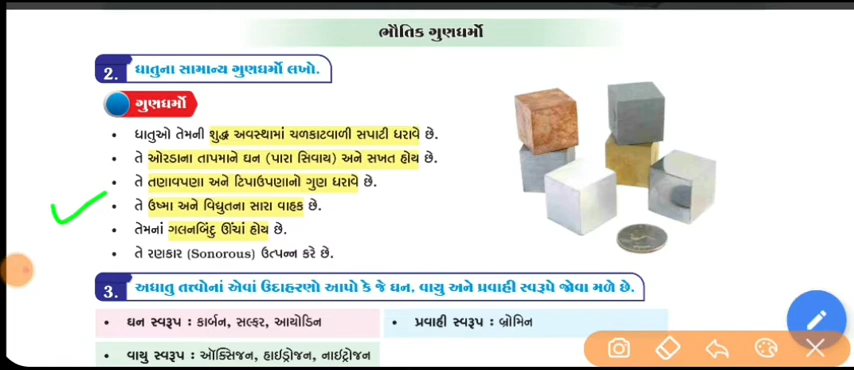 ભૌતિક ગુણધર્મો
2. ધાતુના સામાન્ય ગુણધર્મો લખો.
ગુણધર્મો
• ધાતુઓ તેમની શુદ્ધ અવસ્થામાં ચળકાટવાળી સપાટી ધરાવે છે.
• તે ઓરડાના તાપમાને ઘન (પારા સિવાય) અને સખત હોય છે.
• તે તણાવપણા અને ટિપાઉપણાનો ગુણ ધરાવે છે.
• તે ઉષ્મા અને વિદ્યુતના સારા વાહક છે.
• તેમનાં ગલનબિંદુ ઊંચાં હોય છે.
• તે રણકાર (Sonorous) ઉત્પન્ન કરે છે.
3. અધાતુ તત્ત્વોનાં એવાં ઉદાહરણો આપો કે જે ઘન, વાયુ અને પ્રવાહી સ્વરૂપે જોવા મળે છે.
• ઘન સ્વરૂપ : કાર્બન, સલ્ફર, આયોડિન • પ્રવાહી સ્વરૂપ : બ્રોમિન
• વાયુ સ્વરૂપ : ઑક્સિજન, હાઈડ્રોજન, નાઈટ્રોજન